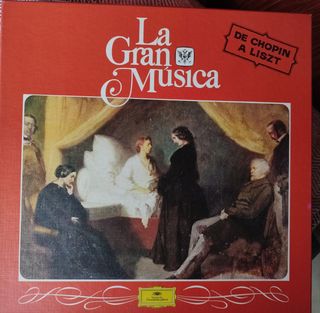 La
Gran
Música
DE CHOPIN
A LISZT